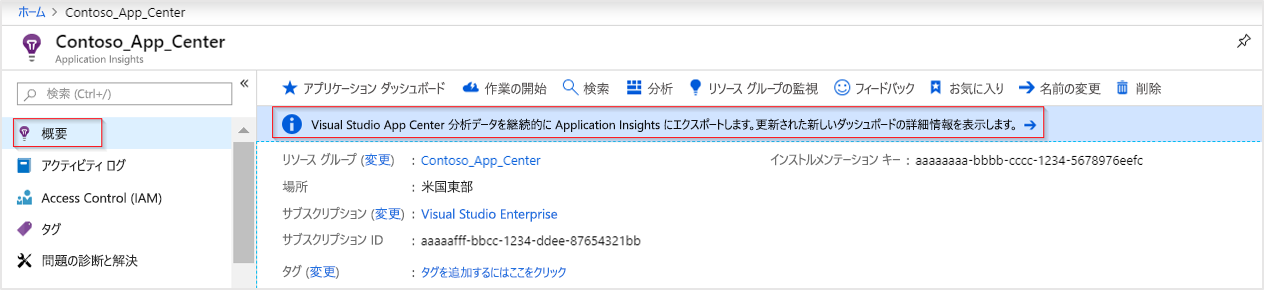 ホーム > Contoso_App_Center
Contoso_App_Center
Application Insights
検索 (Ctrl+/)
概要
アクティビティ ログ
Access Control (IAM)
タグ
問題の診断と解決
アプリケーション ダッシュボード 作業の開始 検索 分析 リソース グループの監視 フィードバック お気に入り 名前の変更 削除
Visual Studio App Center 分析データを継続的に Application Insights にエクスポートします。更新された新しいダッシュボードの詳細情報を表示します。 →
リソース グループ (変更) : Contoso_App_Center インストルメンテーション キー : aaaaaaaa-bbbb-cccc-1234-5678976eefc
場所 : 米国東部
サブスクリプション (変更) : Visual Studio Enterprise
サブスクリプション ID : aaaaafff-bbcc-1234-ddee-87654321bb
タグ (変更) : タグを追加するにはここをクリック